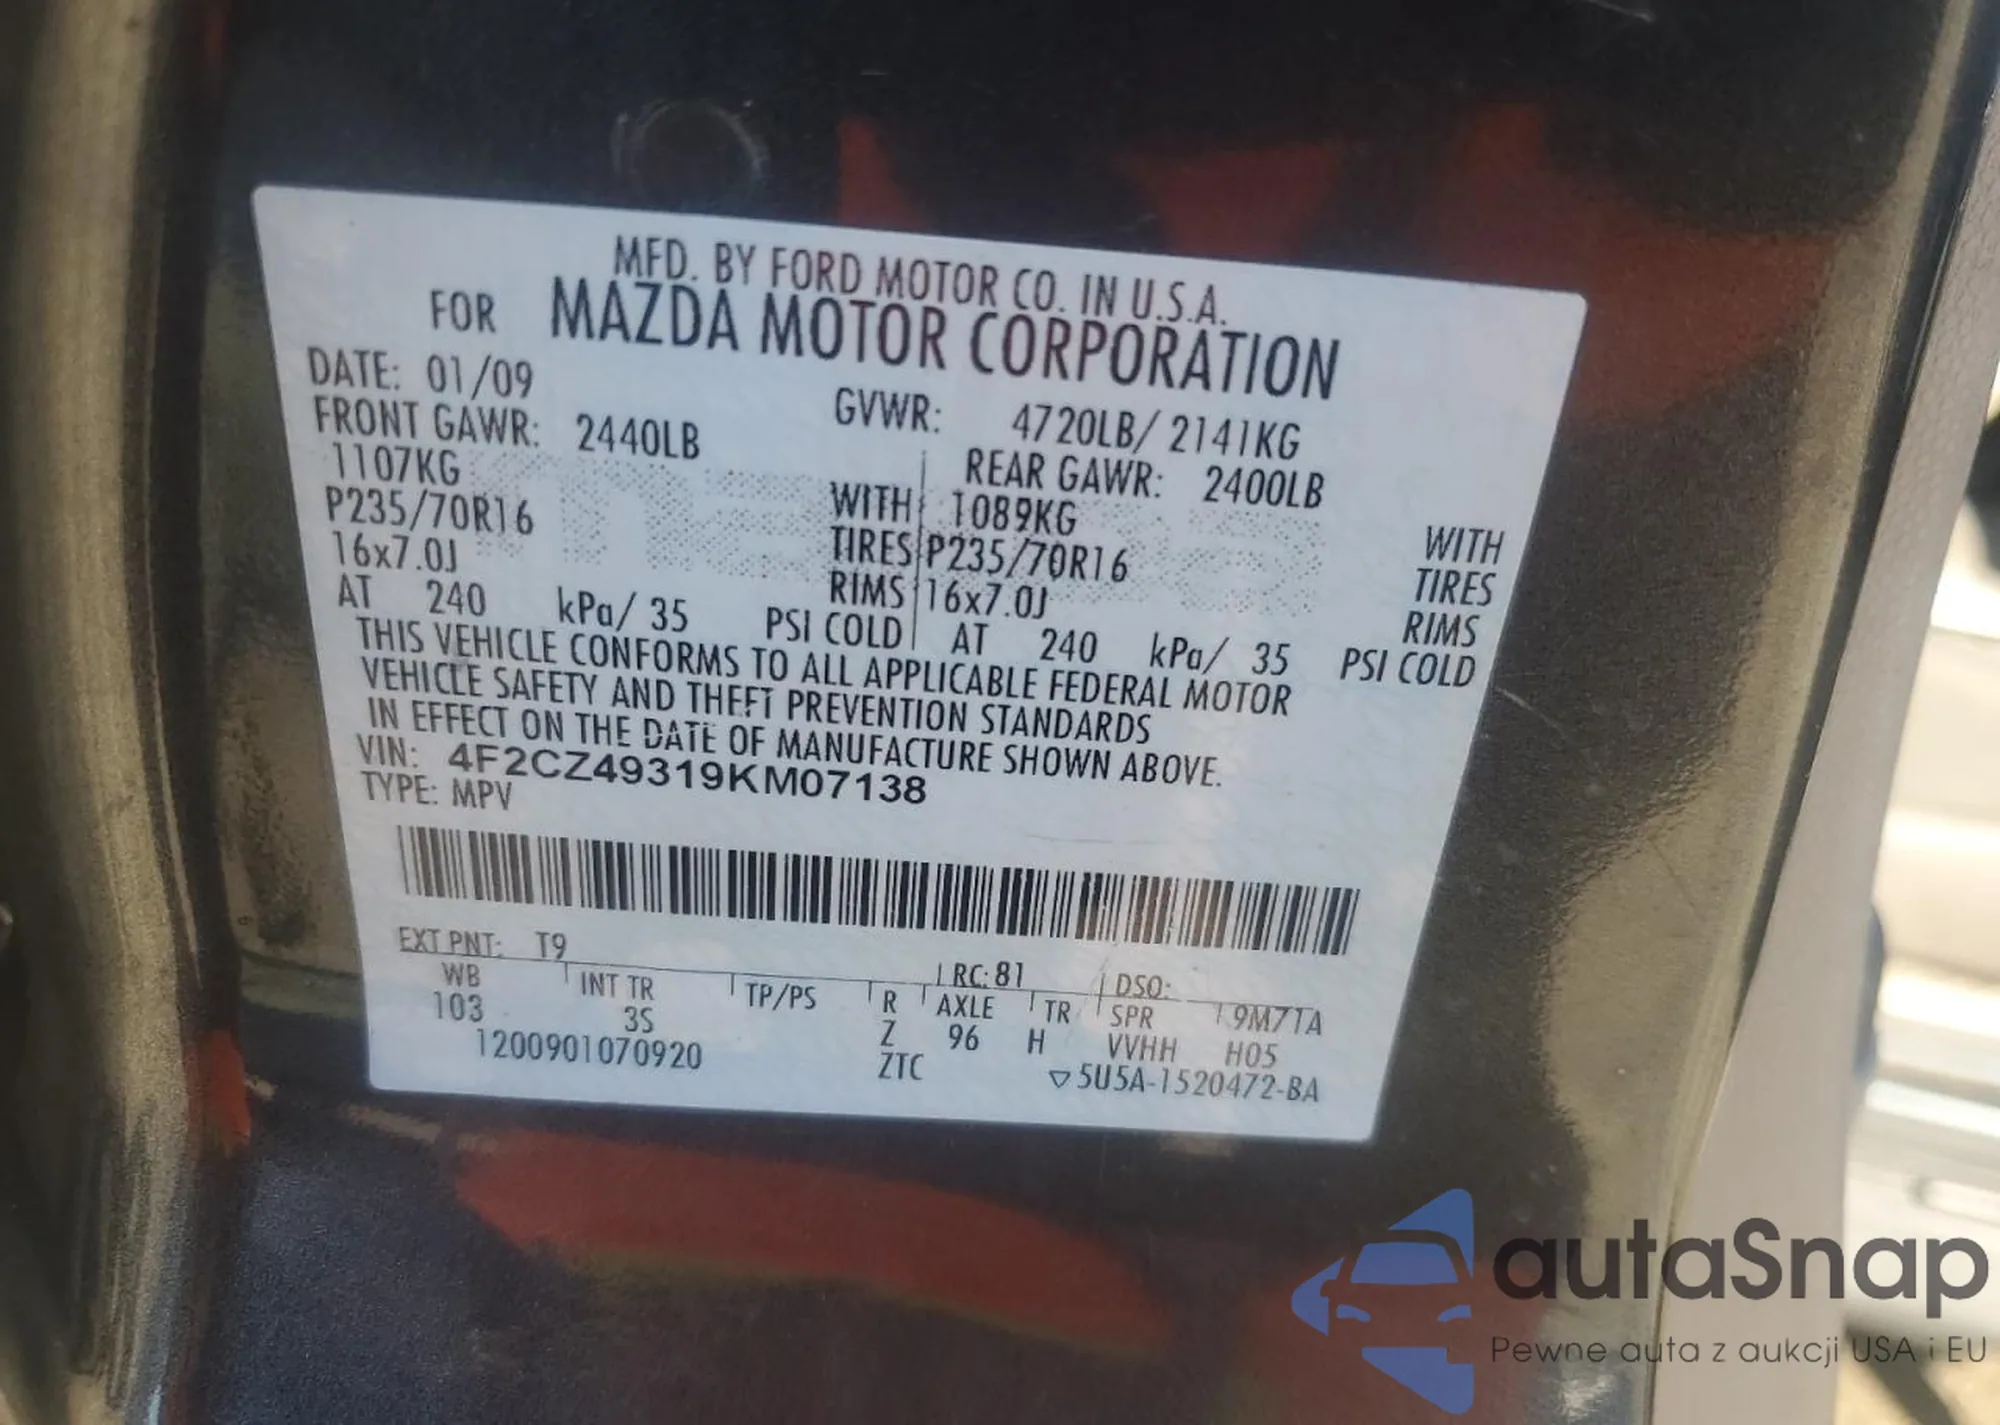 MFD. BY FORD MOTOR CO. IN U.S.A.
FOR MAZDA MOTOR CORPORATION
DATE: 01/09 GVWR: 4720LB/ 2141KG
FRONT GAWR: 2440LB REAR GAWR: 2400LB
1107KG WITH 1089KG WITH
P235/70R16 TIRES P235/70R16 TIRES
16x7.0J RIMS 16x7.0J RIMS
AT 240 kPa/ 35 PSI COLD AT 240 kPa/ 35 PSI COLD
THIS VEHICLE CONFORMS TO ALL APPLICABLE FEDERAL MOTOR
VEHICLE SAFETY AND THEFT PREVENTION STANDARDS
IN EFFECT ON THE DATE OF MANUFACTURE SHOWN ABOVE.
VIN: 4F2CZ49319KM07138
TYPE: MPV
EXT PNT: T9 RC: 81 DSO:
WB INT TR TP/PS R AXLE TR SPR 9M7TA
103 3S Z 96 H VVHH H05
1200901070920 ZTC 5U5A-1520472-BA
autaSnap
Pewne auta z aukcji USA i EU